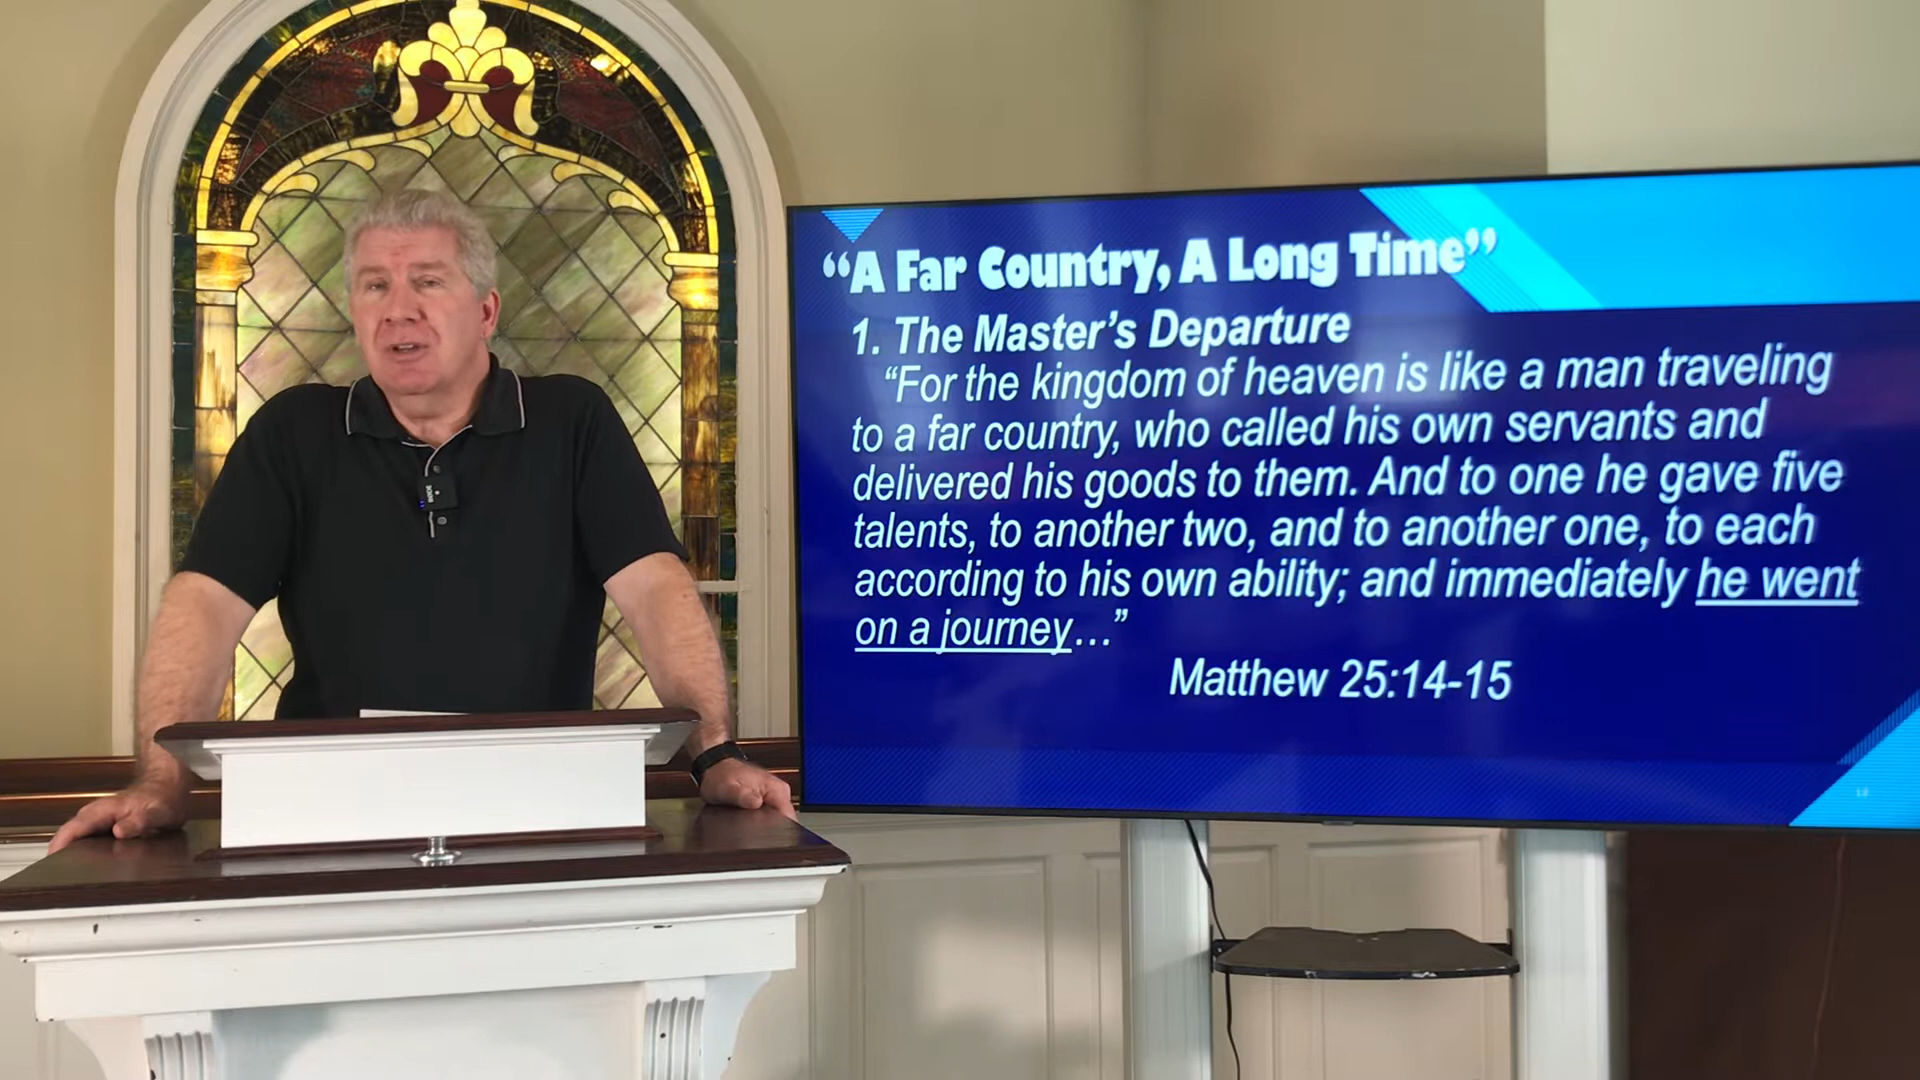 “A Far Country, A Long Time”
1. The Master’s Departure
“For the kingdom of heaven is like a man traveling
to a far country, who called his own servants and
delivered his goods to them. And to one he gave five
talents, to another two, and to another one, to each
according to his own ability; and immediately he went
on a journey…”
Matthew 25:14-15
RODE